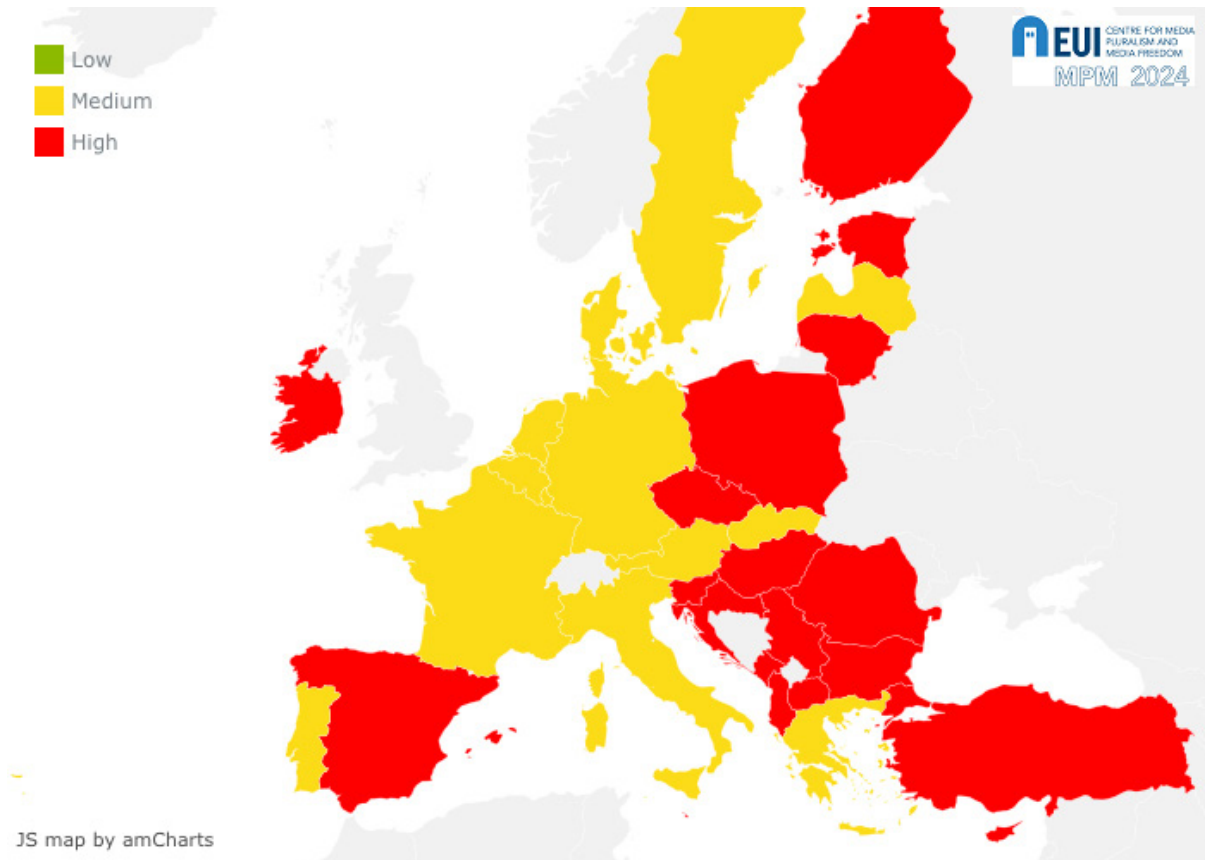 Low
Medium
High
EUI
CENTRE FOR MEDIA
PLURALISM AND
MEDIA FREEDOM
MPM 2024
JS map by amCharts